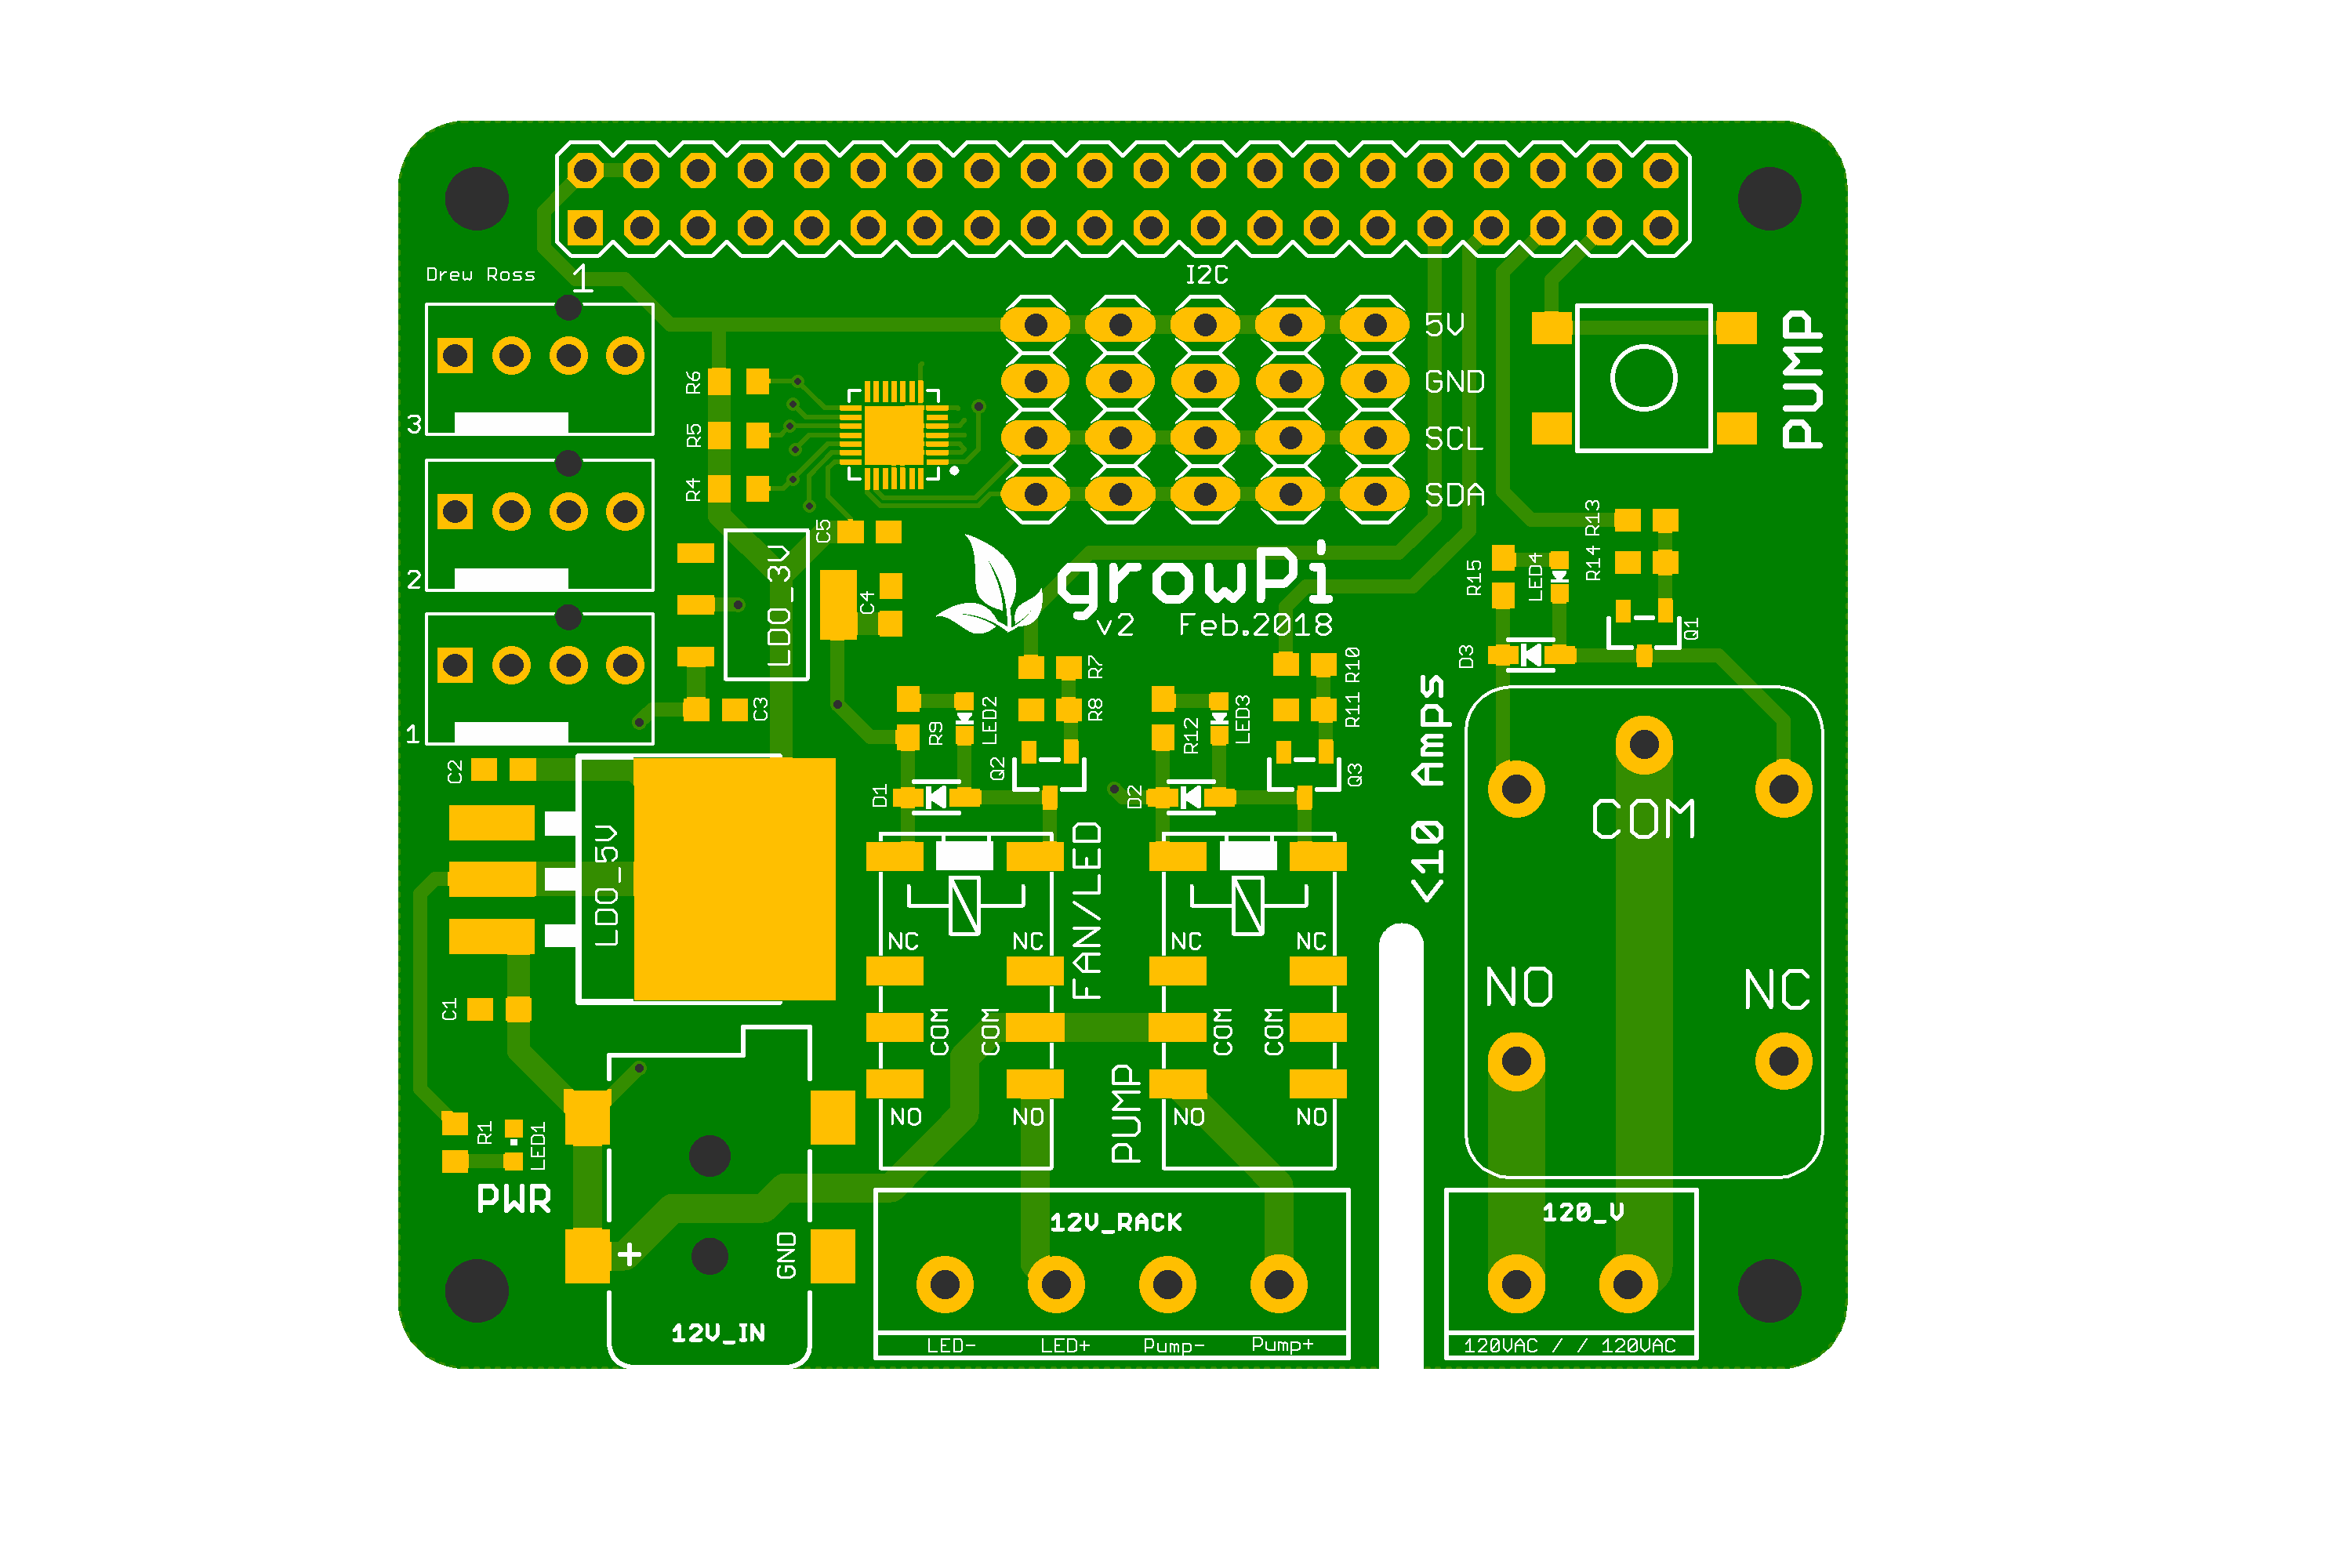 Drew Ross
1
I2C
5V
GND
SCL
SDA
PUMP
3
R6
R5
R4
2
LDO_3V
C5
C4
growPi
v2 Feb.2018
R13
R14
R15
LED4
Q1
D3
1
C3
R7
R8
R9
LED2
Q2
D1
R10
R11
R12
LED3
Q3
D2
<10 Amps
C2
LDO_5V
C1
FAN/LED
NC
NC
COM
COM
NO
NO
PUMP
NC
NC
COM
COM
NO
NO
COM
NO
NC
R1
LED1
PWR
+
GND
12V_IN
12V_RACK
LED-
LED+
Pump-
Pump+
120_V
120VAC / / 120VAC